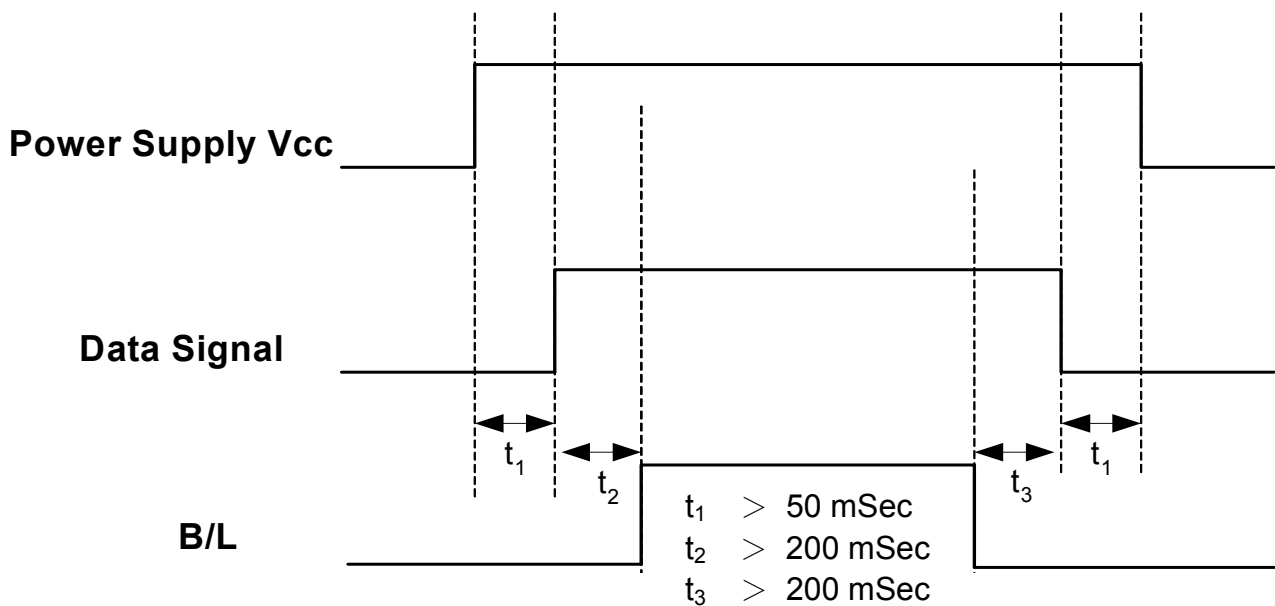 Power Supply Vcc
Data Signal
t₁
t₂
t₃
t₁
B/L
t₁ > 50 mSec
t₂ > 200 mSec
t₃ > 200 mSec